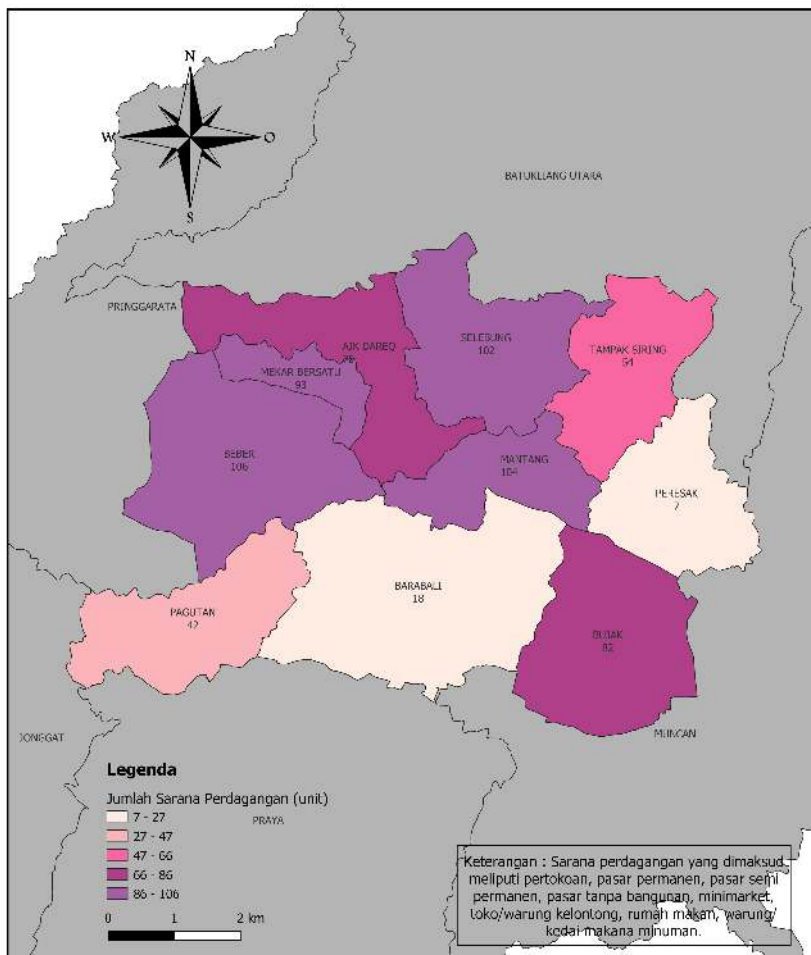 N
W
O
S
BATUKLIANG UTARA
PRINGGARATA
AIK DAREQ
SELEBUNG
102
TAMPAK SIRING
MEKAR BERSATU
93
BEBER
106
MANTANG
104
PERESAK
7
BARABALI
18
PAGUTAN
42
BUJAK
82
JONGGAT
MUNCAN
PRAYA
Legenda
Jumlah Sarana Perdagangan (unit)
7 - 27
27 - 47
47 - 66
66 - 86
86 - 106
0 1 2 km
Keterangan : Sarana perdagangan yang dimaksud
meliputi pertokoan, pasar permanen, pasar semi
permanen, pasar tanpa bangunan, minimarket,
toko/warung kelontong, rumah makan, warung/
kedai makana minuman.